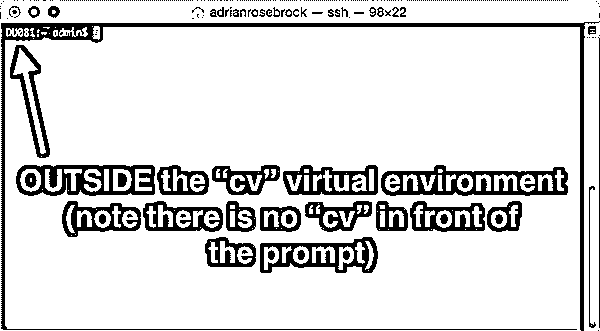 adrianrosebrock — ssh — 98×22
DU081:~ admin$
OUTSIDE the “cv” virtual environment
(note there is no “cv” in front of
the prompt)